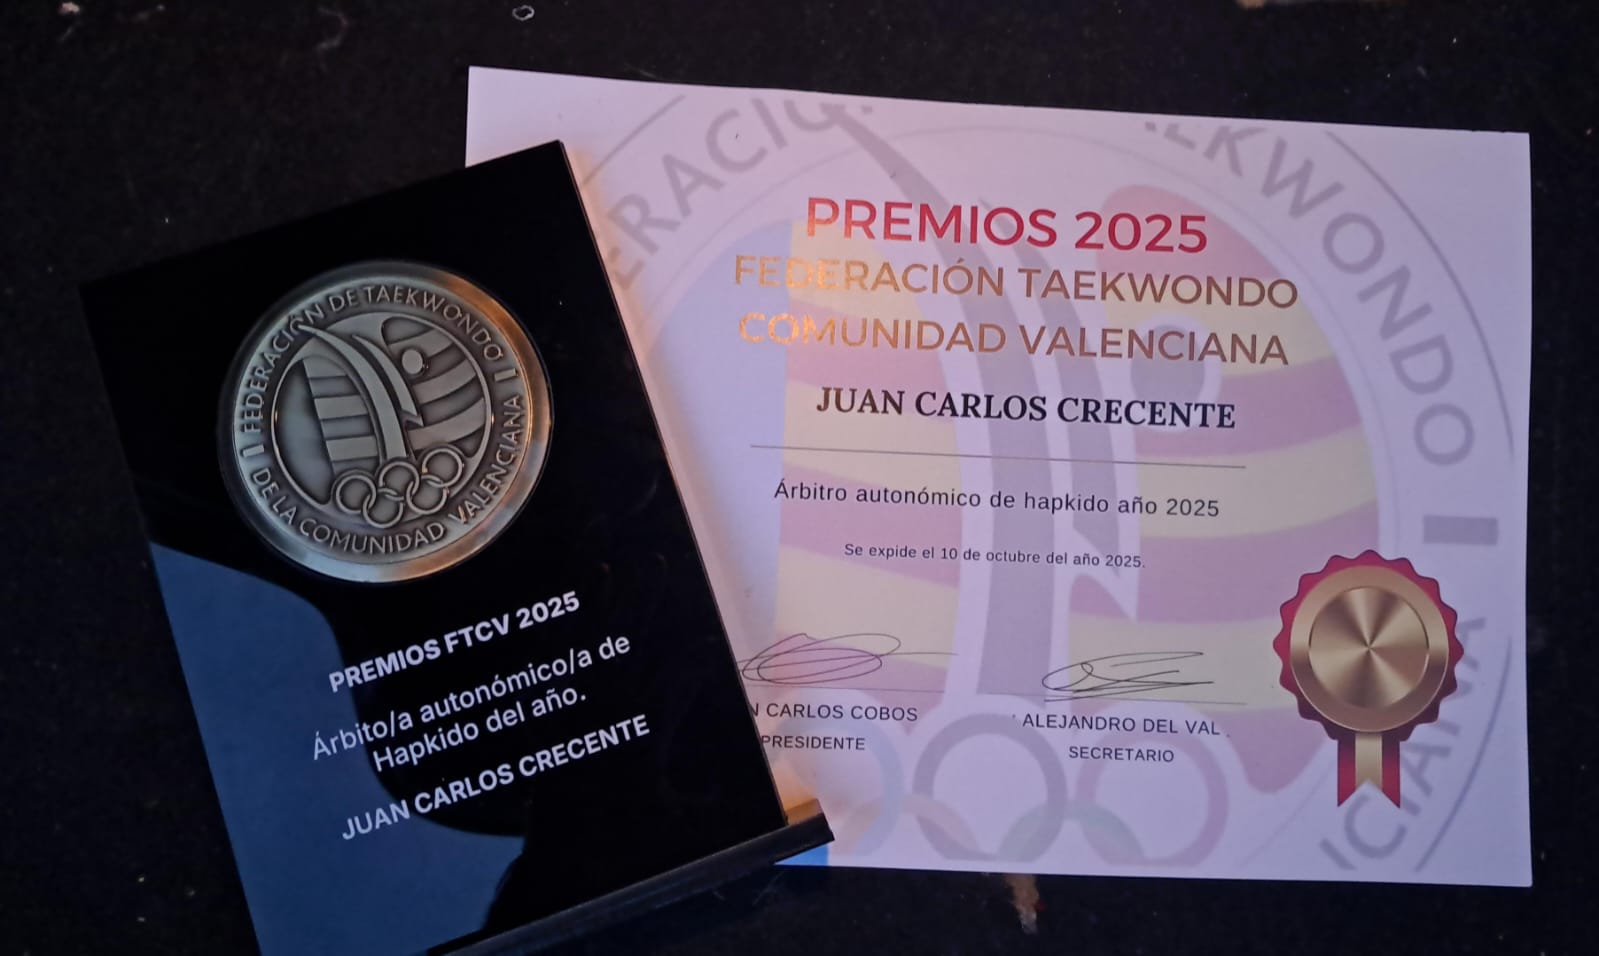 FEDERACIÓN DE TAEKWONDO
DE LA COMUNIDAD VALENCIANA
PREMIOS FTCV 2025
Árbito/a autonómico/a de
Hapkido del año.
JUAN CARLOS CRECENTE
PREMIOS 2025
FEDERACIÓN TAEKWONDO
COMUNIDAD VALENCIANA
JUAN CARLOS CRECENTE
Árbitro autonómico de hapkido año 2025
Se expide el 10 de octubre del año 2025.
CARLOS COBOS
PRESIDENTE
ALEJANDRO DEL VAL
SECRETARIO